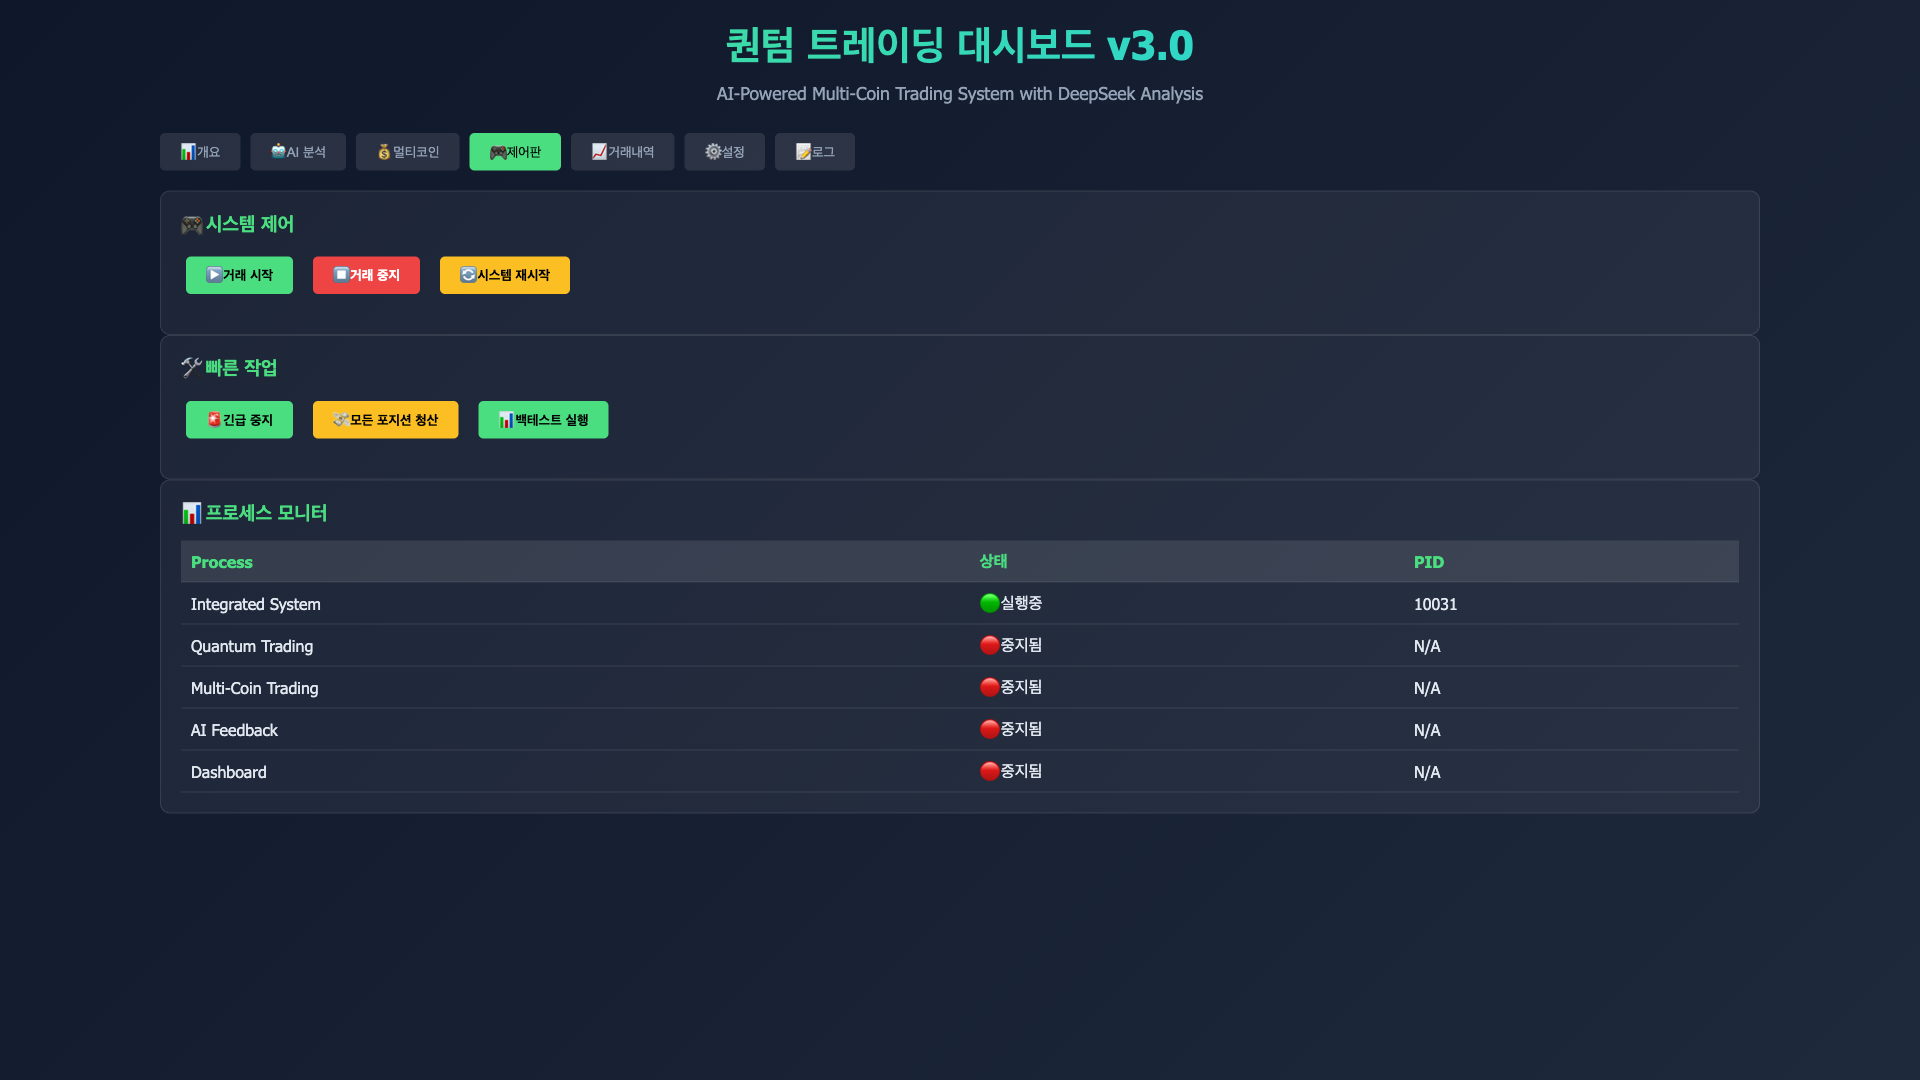 퀀텀 트레이딩 대시보드 v3.0
AI-Powered Multi-Coin Trading System with DeepSeek Analysis
📊개요 🤖AI 분석 💰멀티코인 🎮제어판 📈거래내역 ⚙️설정 📝로그
🎮시스템 제어
▶️거래 시작 ⏹️거래 중지 🔄시스템 재시작
🛠️빠른 작업
🚨긴급 중지 💸모든 포지션 청산 📊백테스트 실행
📊프로세스 모니터
Process 상태 PID
Integrated System 🟢실행중 10031
Quantum Trading 🔴중지됨 N/A
Multi-Coin Trading 🔴중지됨 N/A
AI Feedback 🔴중지됨 N/A
Dashboard 🔴중지됨 N/A